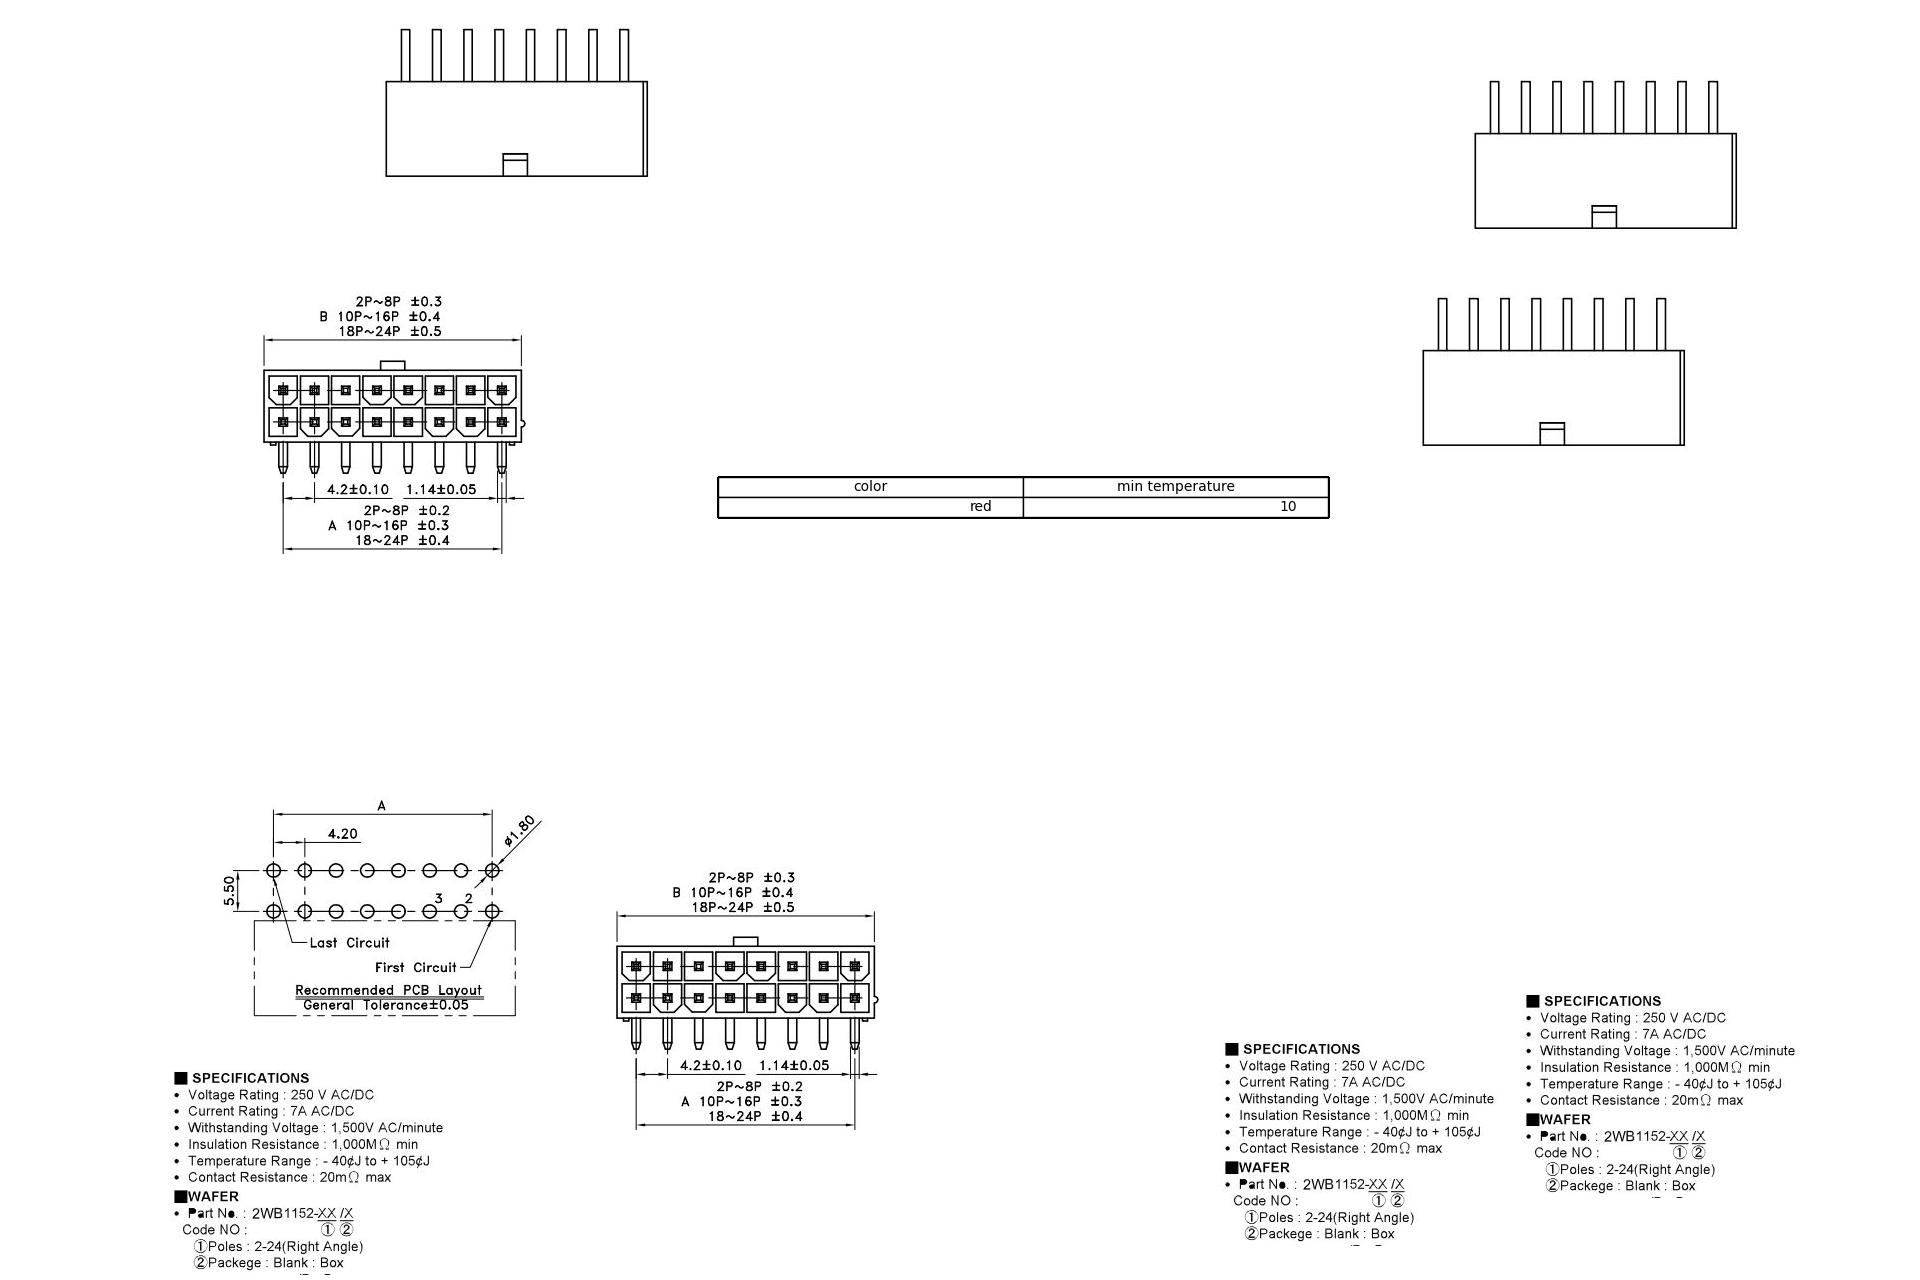 2P~8P ±0.3
B 10P~16P ±0.4
18P~24P ±0.5
4.2±0.10 1.14±0.05
2P~8P ±0.2
A 10P~16P ±0.3
18~24P ±0.4
color min temperature
red 10
A
4.20
ø1.80
5.50
3 2
Last Circuit
First Circuit
Recommended PCB Layout
General Tolerance±0.05
2P~8P ±0.3
B 10P~16P ±0.4
18P~24P ±0.5
4.2±0.10 1.14±0.05
2P~8P ±0.2
A 10P~16P ±0.3
18~24P ±0.4
■ SPECIFICATIONS
• Voltage Rating : 250 V AC/DC
• Current Rating : 7A AC/DC
• Withstanding Voltage : 1,500V AC/minute
• Insulation Resistance : 1,000MΩ min
• Temperature Range : - 40¢J to + 105¢J
• Contact Resistance : 20mΩ max
■WAFER
• Part No. : 2WB1152-XX /X
Code NO : ① ②
①Poles : 2-24(Right Angle)
②Packege : Blank : Box
■ SPECIFICATIONS
• Voltage Rating : 250 V AC/DC
• Current Rating : 7A AC/DC
• Withstanding Voltage : 1,500V AC/minute
• Insulation Resistance : 1,000MΩ min
• Temperature Range : - 40¢J to + 105¢J
• Contact Resistance : 20mΩ max
■WAFER
• Part No. : 2WB1152-XX /X
Code NO : ① ②
①Poles : 2-24(Right Angle)
②Packege : Blank : Box
■ SPECIFICATIONS
• Voltage Rating : 250 V AC/DC
• Current Rating : 7A AC/DC
• Withstanding Voltage : 1,500V AC/minute
• Insulation Resistance : 1,000MΩ min
• Temperature Range : - 40¢J to + 105¢J
• Contact Resistance : 20mΩ max
■WAFER
• Part No. : 2WB1152-XX /X
Code NO : ① ②
①Poles : 2-24(Right Angle)
②Packege : Blank : Box